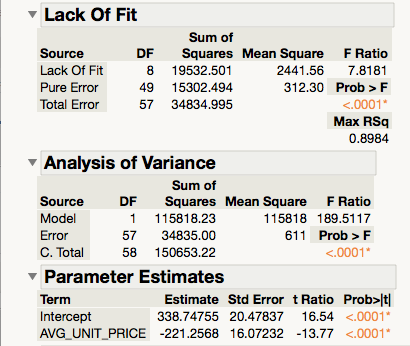 Lack Of Fit
Sum of
Source DF Squares Mean Square F Ratio
Lack Of Fit 8 19532.501 2441.56 7.8181
Pure Error 49 15302.494 312.30 Prob > F
Total Error 57 34834.995 <.0001*
Max RSq
0.8984
Analysis of Variance
Sum of
Source DF Squares Mean Square F Ratio
Model 1 115818.23 115818 189.5117
Error 57 34835.00 611 Prob > F
C. Total 58 150653.22 <.0001*
Parameter Estimates
Term Estimate Std Error t Ratio Prob>|t|
Intercept 338.74755 20.47837 16.54 <.0001*
AVG_UNIT_PRICE -221.2568 16.07232 -13.77 <.0001*